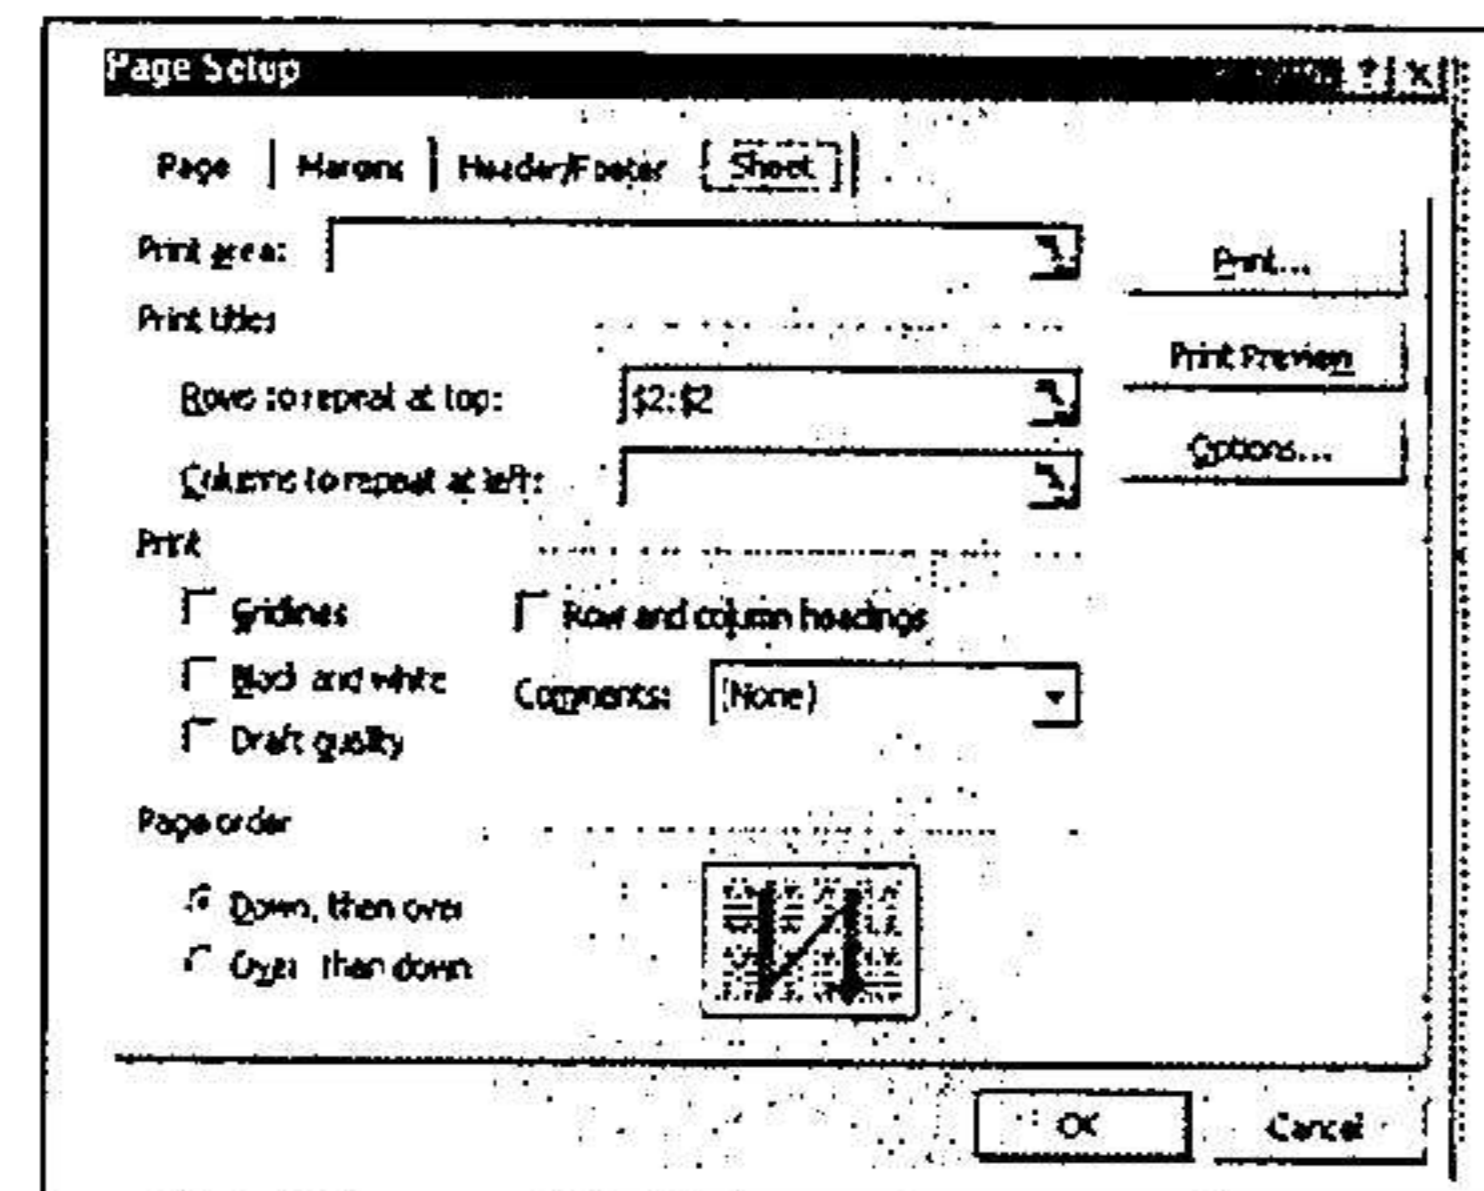 Page Setup ? X
Page Margins Header/Footer Sheet
Print area:
Print...
Print titles
Print Preview
Rows to repeat at top: $2:$2
Options...
Columns to repeat at left:
Print
Gridlines Row and column headings
Black and white Comments: (None)
Draft quality
Page order
Down, then over
Over, then down
OK Cancel